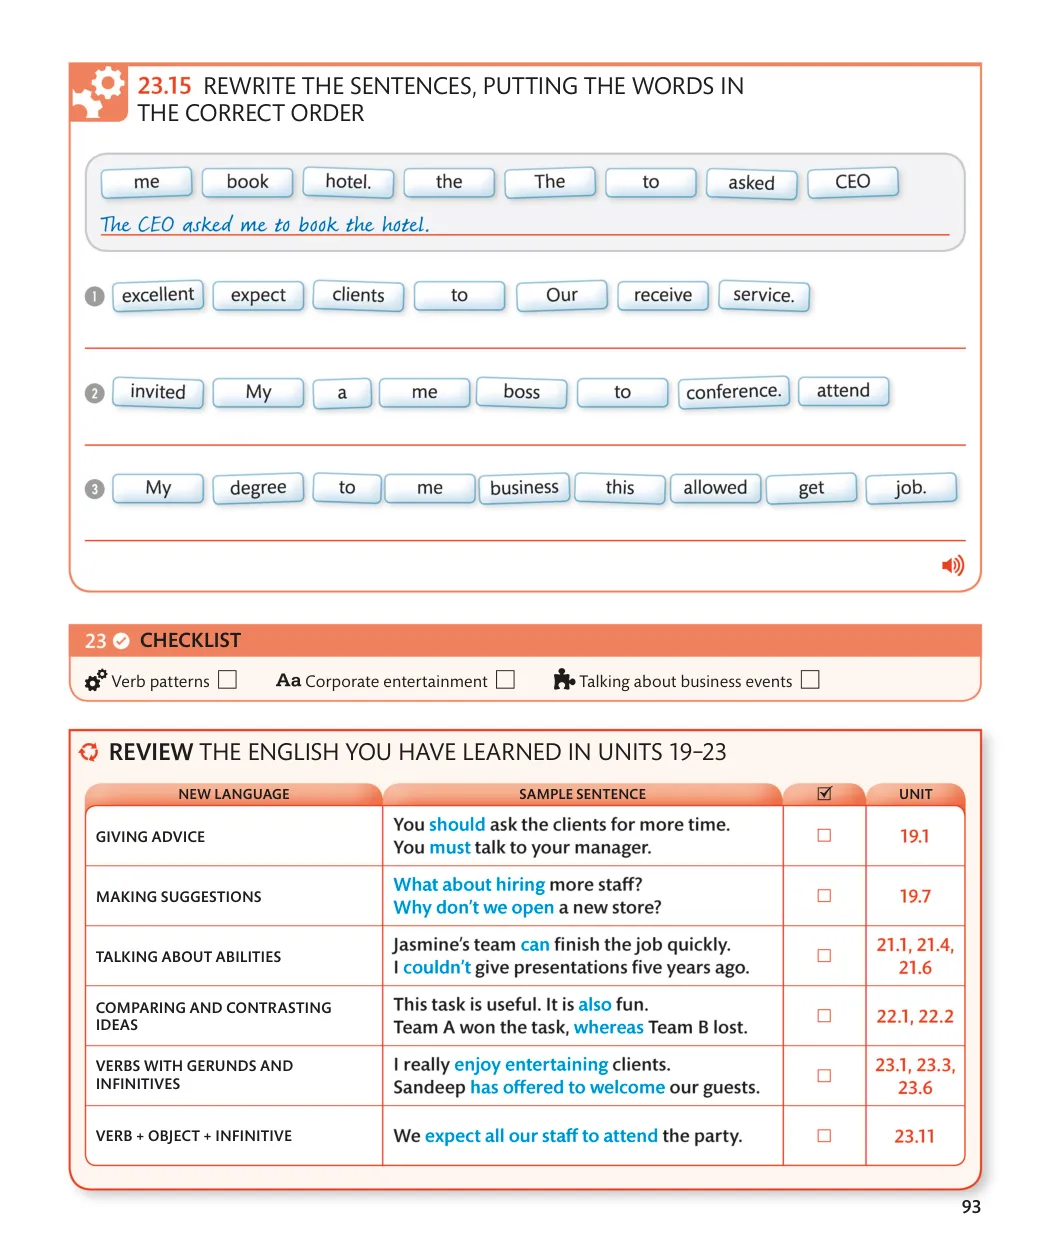 23.15 REWRITE THE SENTENCES, PUTTING THE WORDS IN
THE CORRECT ORDER
me book hotel. the The to asked CEO
The CEO asked me to book the hotel.
1 excellent expect clients to Our receive service.
2 invited My a me boss to conference. attend
3 My degree to me business this allowed get job.
23 CHECKLIST
Verb patterns Aa Corporate entertainment Talking about business events
REVIEW THE ENGLISH YOU HAVE LEARNED IN UNITS 19–23
NEW LANGUAGE SAMPLE SENTENCE UNIT
GIVING ADVICE
You should ask the clients for more time.
You must talk to your manager.
19.1
MAKING SUGGESTIONS
What about hiring more staff?
Why don't we open a new store?
19.7
TALKING ABOUT ABILITIES
Jasmine's team can finish the job quickly.
I couldn't give presentations five years ago.
21.1, 21.4,
21.6
COMPARING AND CONTRASTING
IDEAS
This task is useful. It is also fun.
Team A won the task, whereas Team B lost.
22.1, 22.2
VERBS WITH GERUNDS AND
INFINITIVES
I really enjoy entertaining clients.
Sandeep has offered to welcome our guests.
23.1, 23.3,
23.6
VERB + OBJECT + INFINITIVE
We expect all our staff to attend the party.
23.11
93